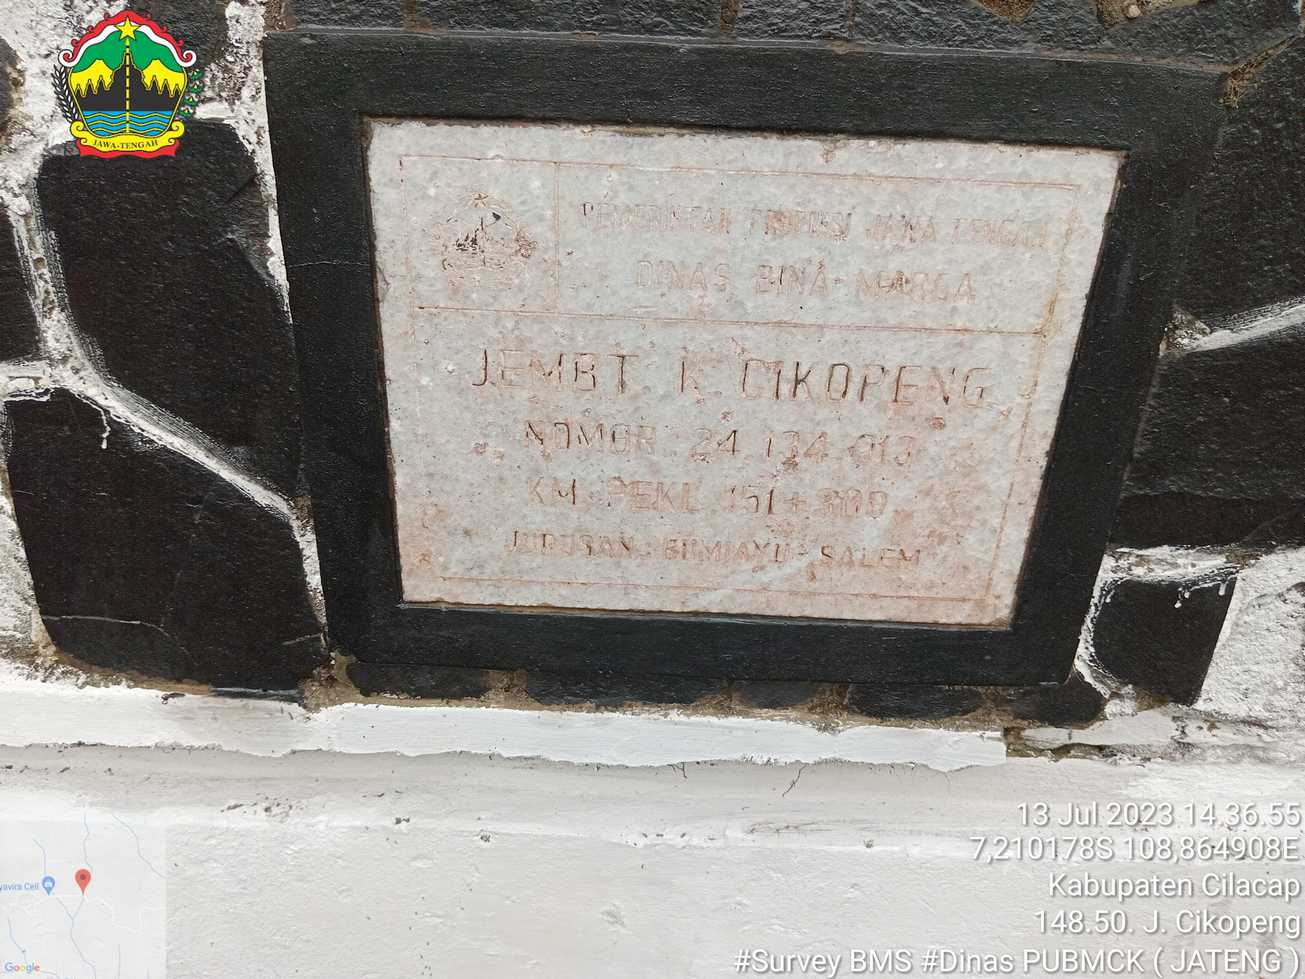 JAWA-TENGAH
PEMERINTAH PROPINSI JAWA TENGAH
DINAS BINA MARGA
JEMBT. K. CIKOPENG
NOMOR : 24.134.013
KM.PEKL 151+300
JURUSAN : BUMIAYU - SALEM
13 Jul 2023 14.36.55
7,210178S 108,864908E
Kabupaten Cilacap
148.50. J. Cikopeng
#Survey BMS #Dinas PUBMCK ( JATENG )
yavira Cell
Google